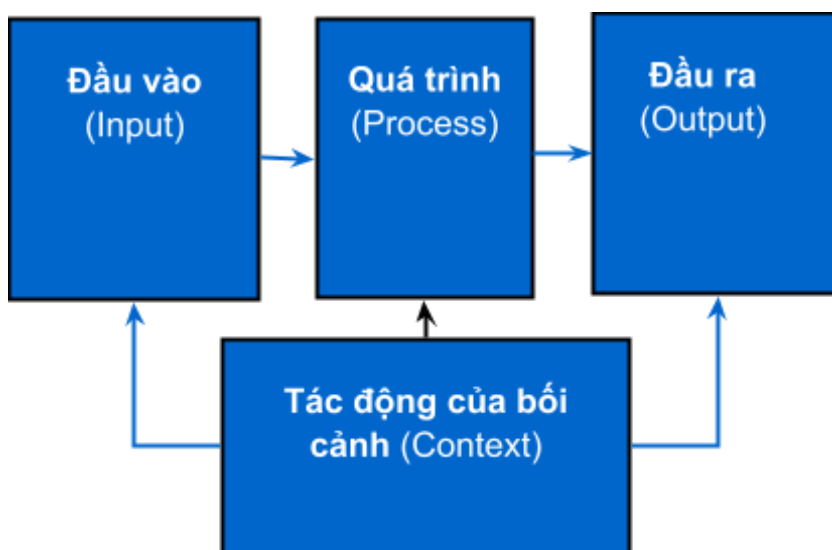 Đầu vào
(Input)
Quá trình
(Process)
Đầu ra
(Output)
Tác động của bối
cảnh (Context)